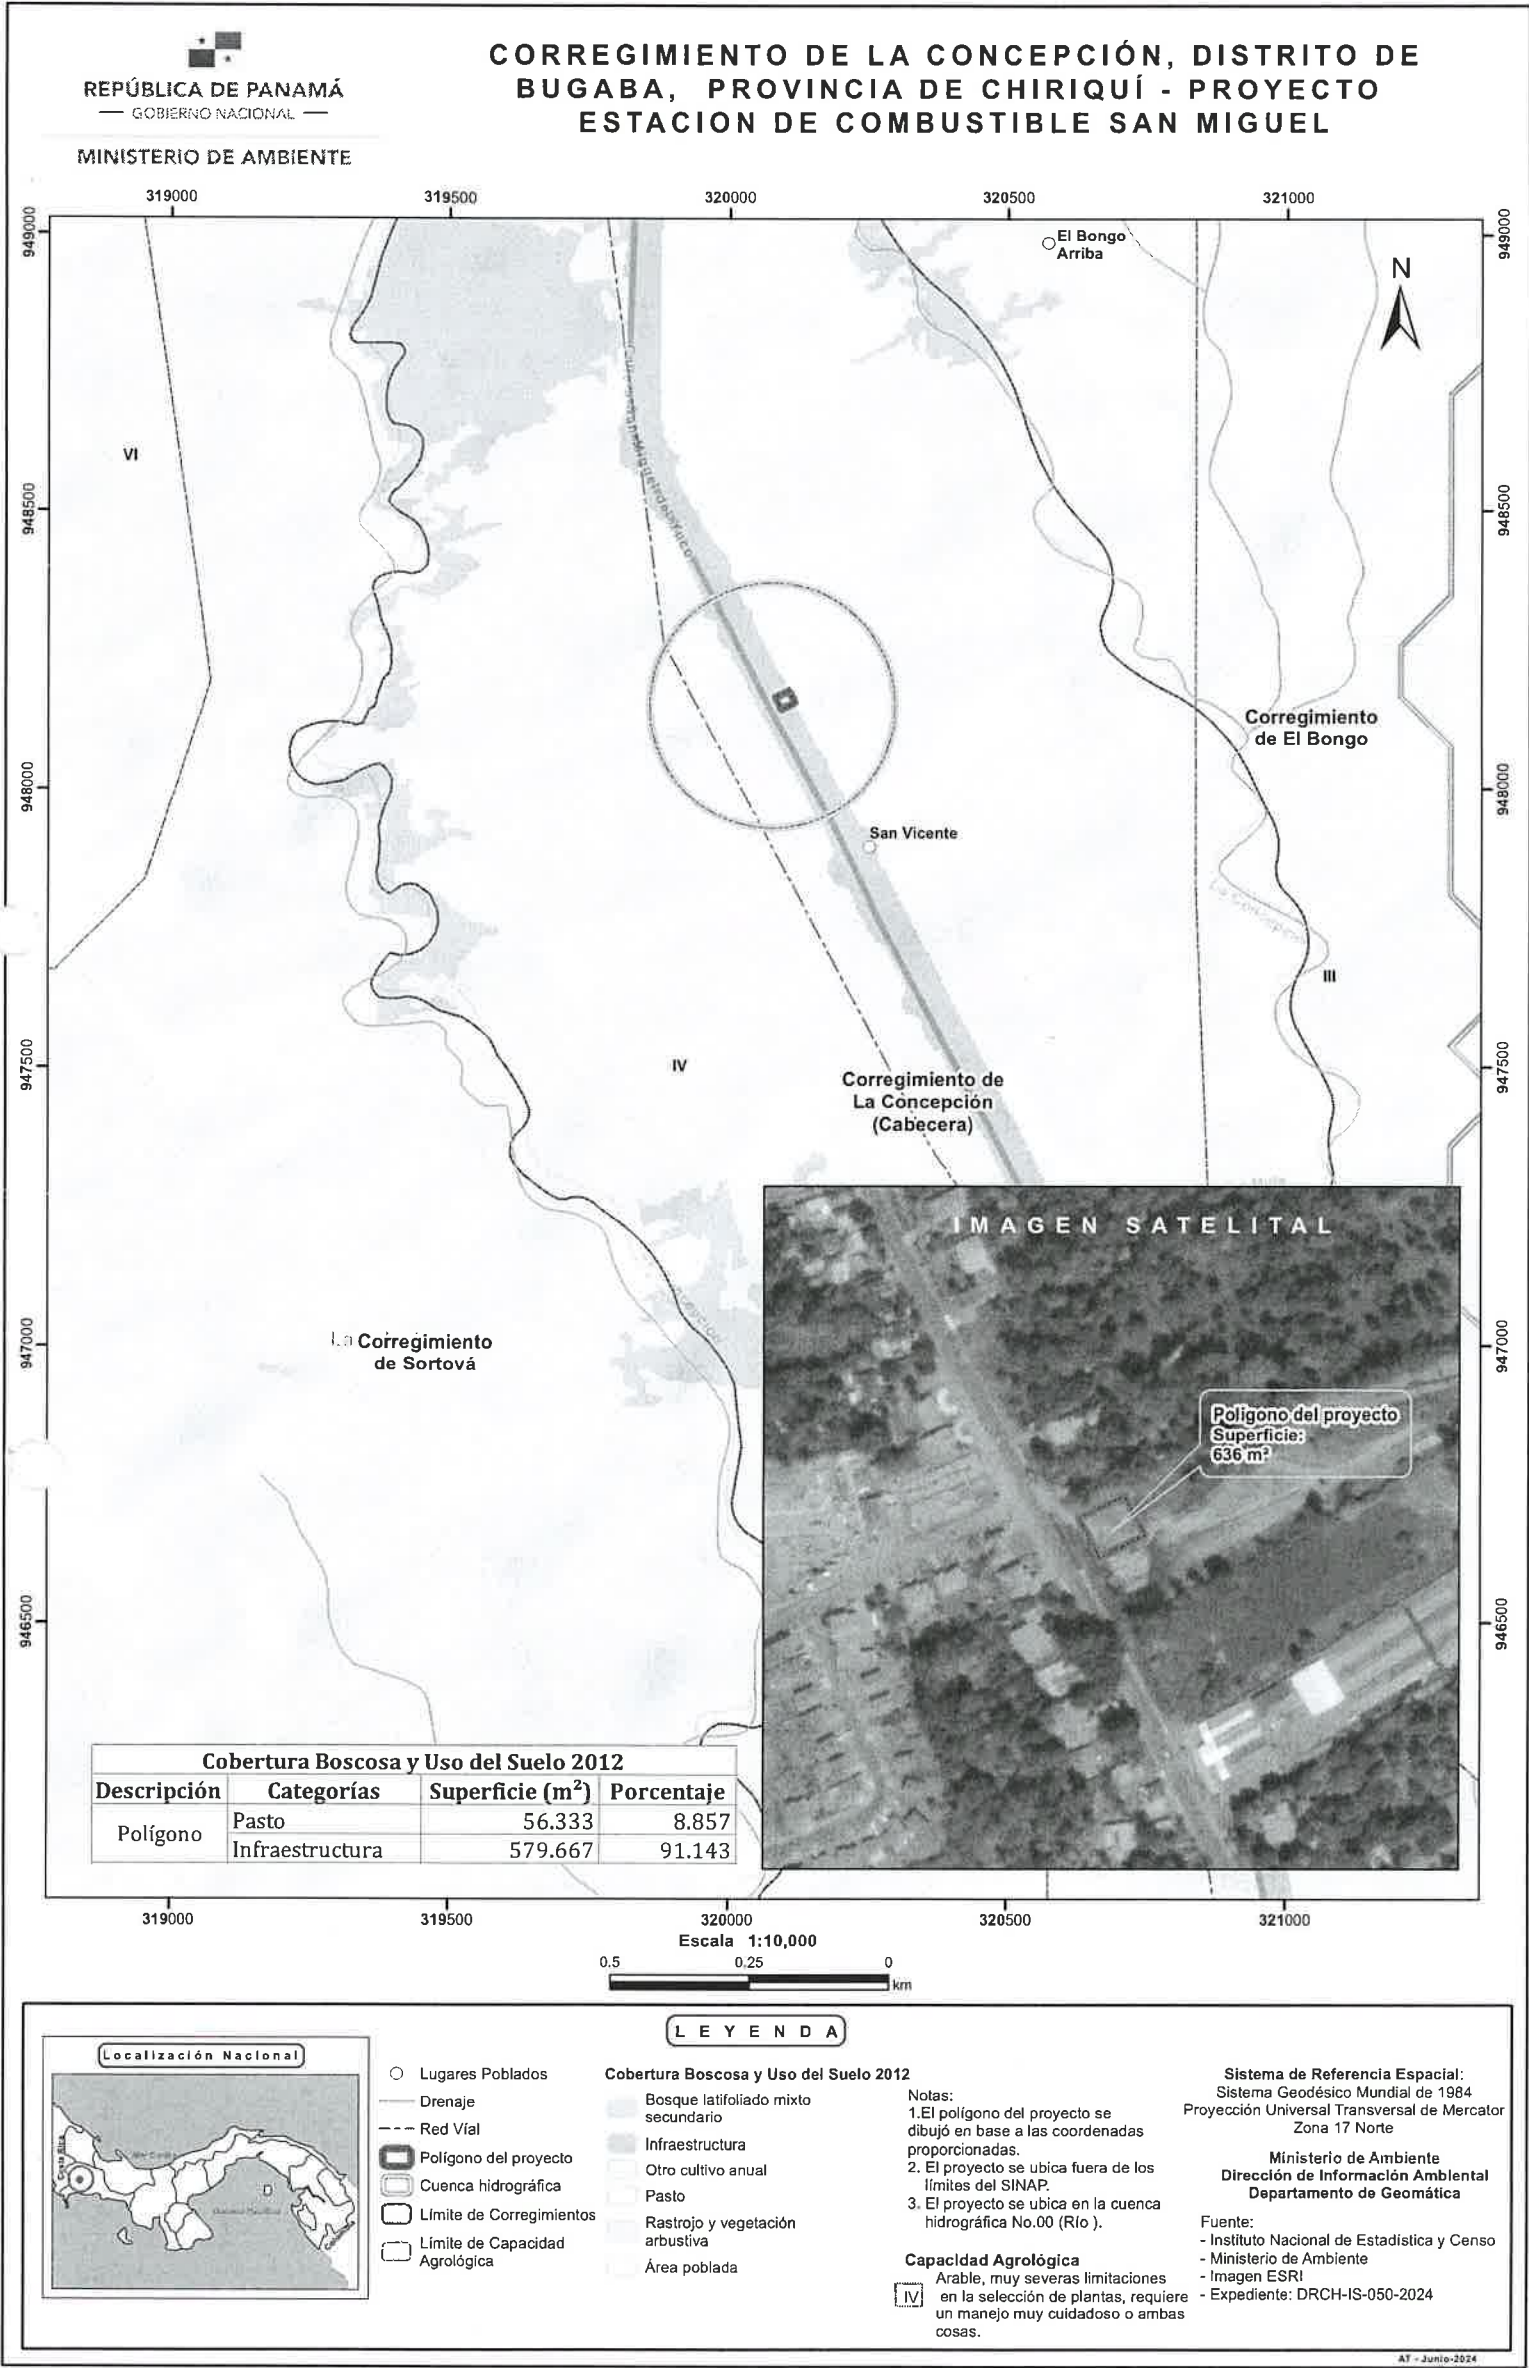 REPÚBLICA DE PANAMÁ
— GOBIERNO NACIONAL —
MINISTERIO DE AMBIENTE
CORREGIMIENTO DE LA CONCEPCIÓN, DISTRITO DE
BUGABA, PROVINCIA DE CHIRIQUÍ - PROYECTO
ESTACION DE COMBUSTIBLE SAN MIGUEL
319000
319500
320000
320500
321000
949000
948500
948000
947500
947000
946500
949000
948500
948000
947500
947000
946500
El Bongo
Arriba
N
VI
Corregimiento
de El Bongo
San Vicente
La Concepción
III
IV
Corregimiento de
La Concepción
(Cabecera)
La Corregimiento
de Sortová
IMAGEN SATELITAL
Poligono del proyecto
Superficie:
636 m²
Cobertura Boscosa y Uso del Suelo 2012
Descripción Categorías Superficie (m²) Porcentaje
Polígono
Pasto 56.333 8.857
Infraestructura 579.667 91.143
319000
319500
320000
320500
321000
Escala 1:10,000
0.5 0.25 0
km
LEYENDA
Localización Nacional
Costa Rica
Lugares Poblados
Drenaje
Red Víal
Polígono del proyecto
Cuenca hidrográfica
Límite de Corregimientos
Límite de Capacidad
Agrológica
Cobertura Boscosa y Uso del Suelo 2012
Bosque latifoliado mixto
secundario
Infraestructura
Otro cultivo anual
Pasto
Rastrojo y vegetación
arbustiva
Área poblada
Notas:
1.El polígono del proyecto se
dibujó en base a las coordenadas
proporcionadas.
2. El proyecto se ubica fuera de los
límites del SINAP.
3. El proyecto se ubica en la cuenca
hidrográfica No.00 (Río ).
Capacidad Agrológica
IV
Arable, muy severas limitaciones
en la selección de plantas, requiere
un manejo muy cuidadoso o ambas
cosas.
Sistema de Referencia Espacial:
Sistema Geodésico Mundial de 1984
Proyección Universal Transversal de Mercator
Zona 17 Norte
Ministerio de Ambiente
Dirección de Información Ambiental
Departamento de Geomática
Fuente:
- Instituto Nacional de Estadística y Censo
- Ministerio de Ambiente
- Imagen ESRI
- Expediente: DRCH-IS-050-2024
AT - Junio-2024